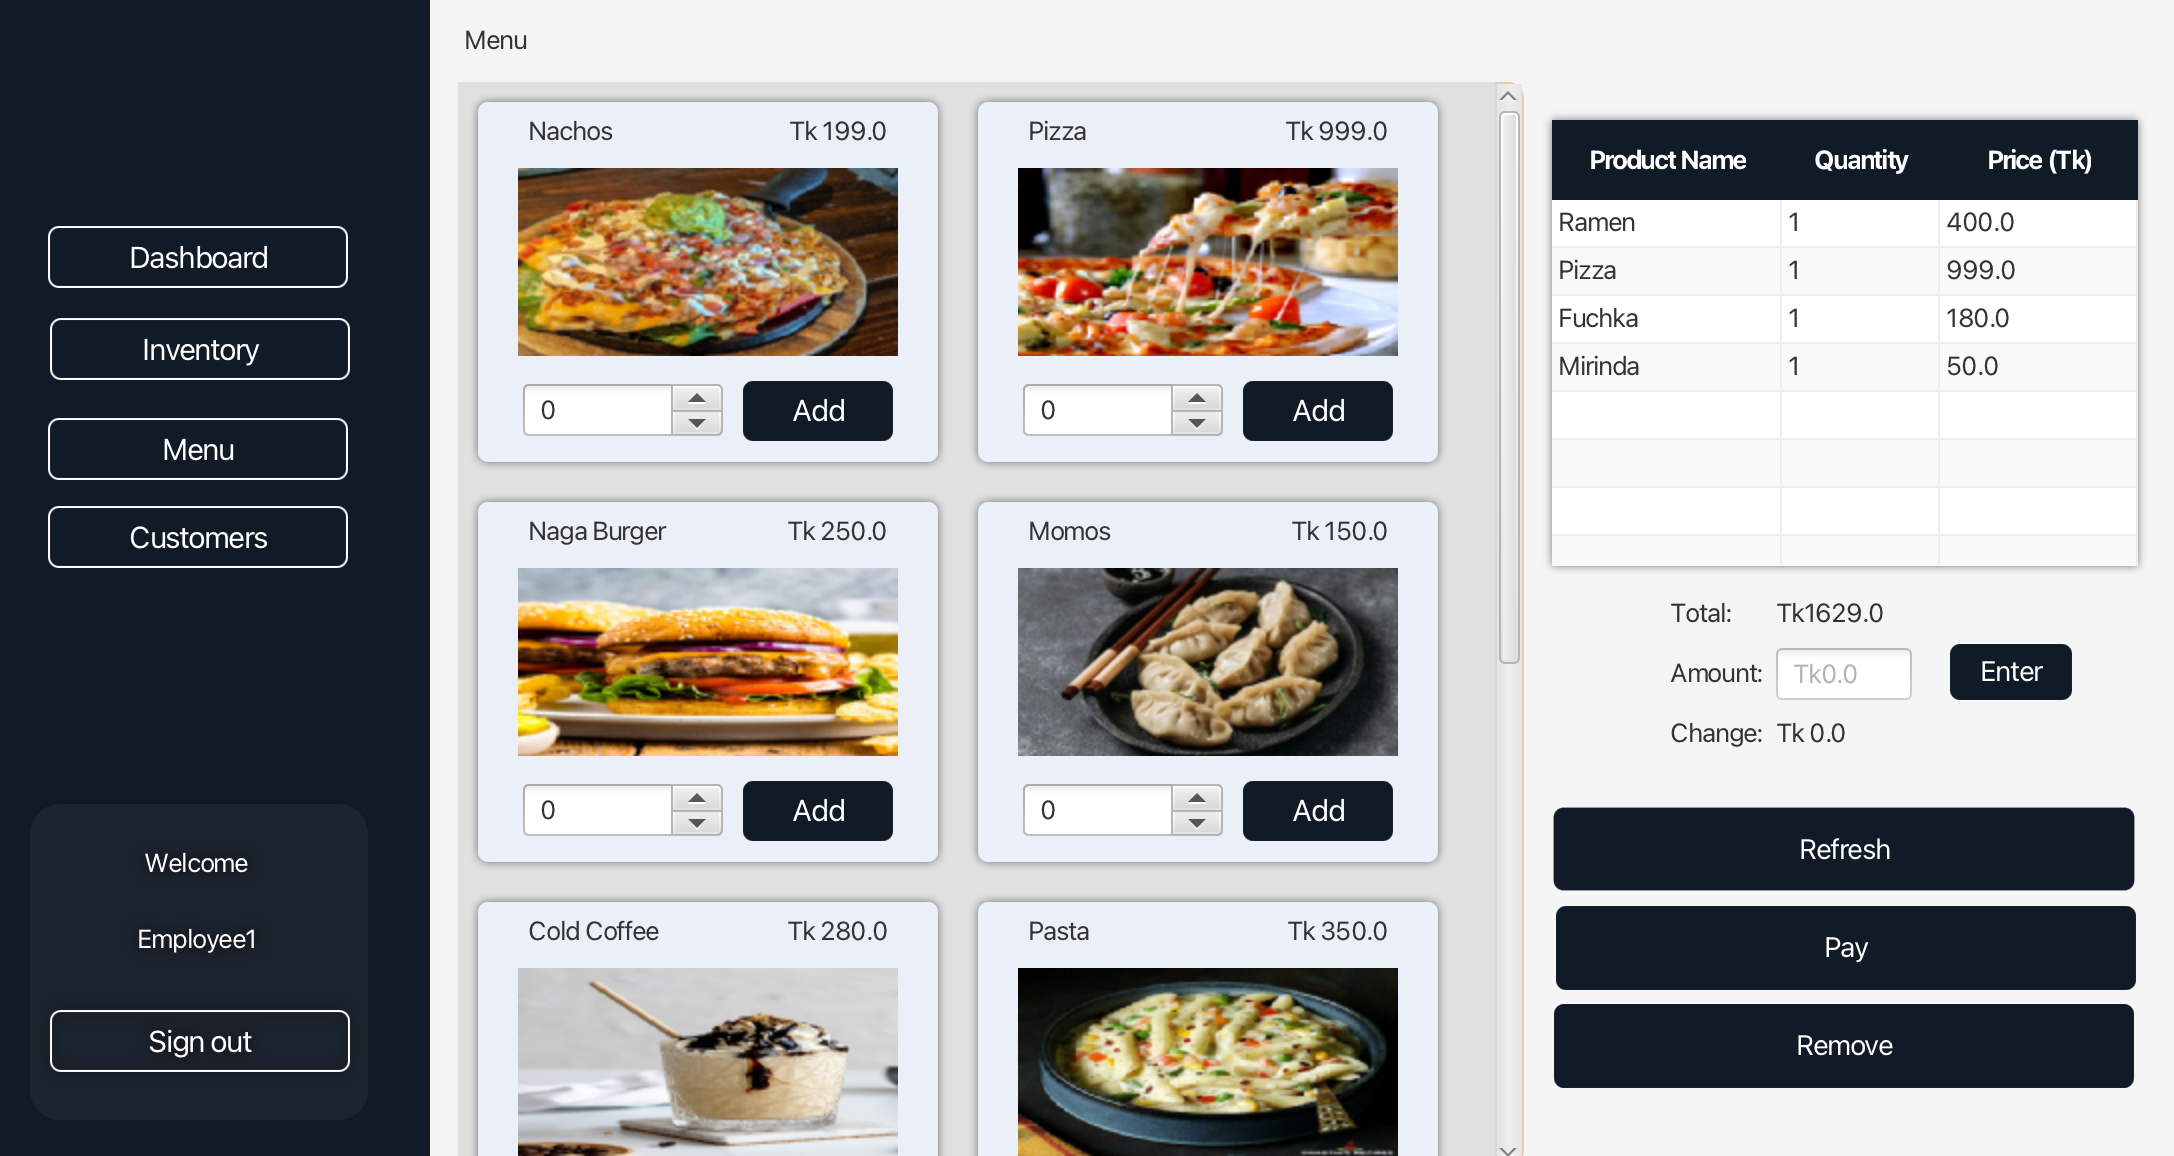 Dashboard
Inventory
Menu
Customers
Welcome
Employee1
Sign out
Menu
Nachos Tk 199.0
0 Add
Pizza Tk 999.0
0 Add
Naga Burger Tk 250.0
0 Add
Momos Tk 150.0
0 Add
Cold Coffee Tk 280.0
Pasta Tk 350.0
Product Name Quantity Price (Tk)
Ramen 1 400.0
Pizza 1 999.0
Fuchka 1 180.0
Mirinda 1 50.0
Total: Tk1629.0
Amount: Tk0.0 Enter
Change: Tk 0.0
Refresh
Pay
Remove